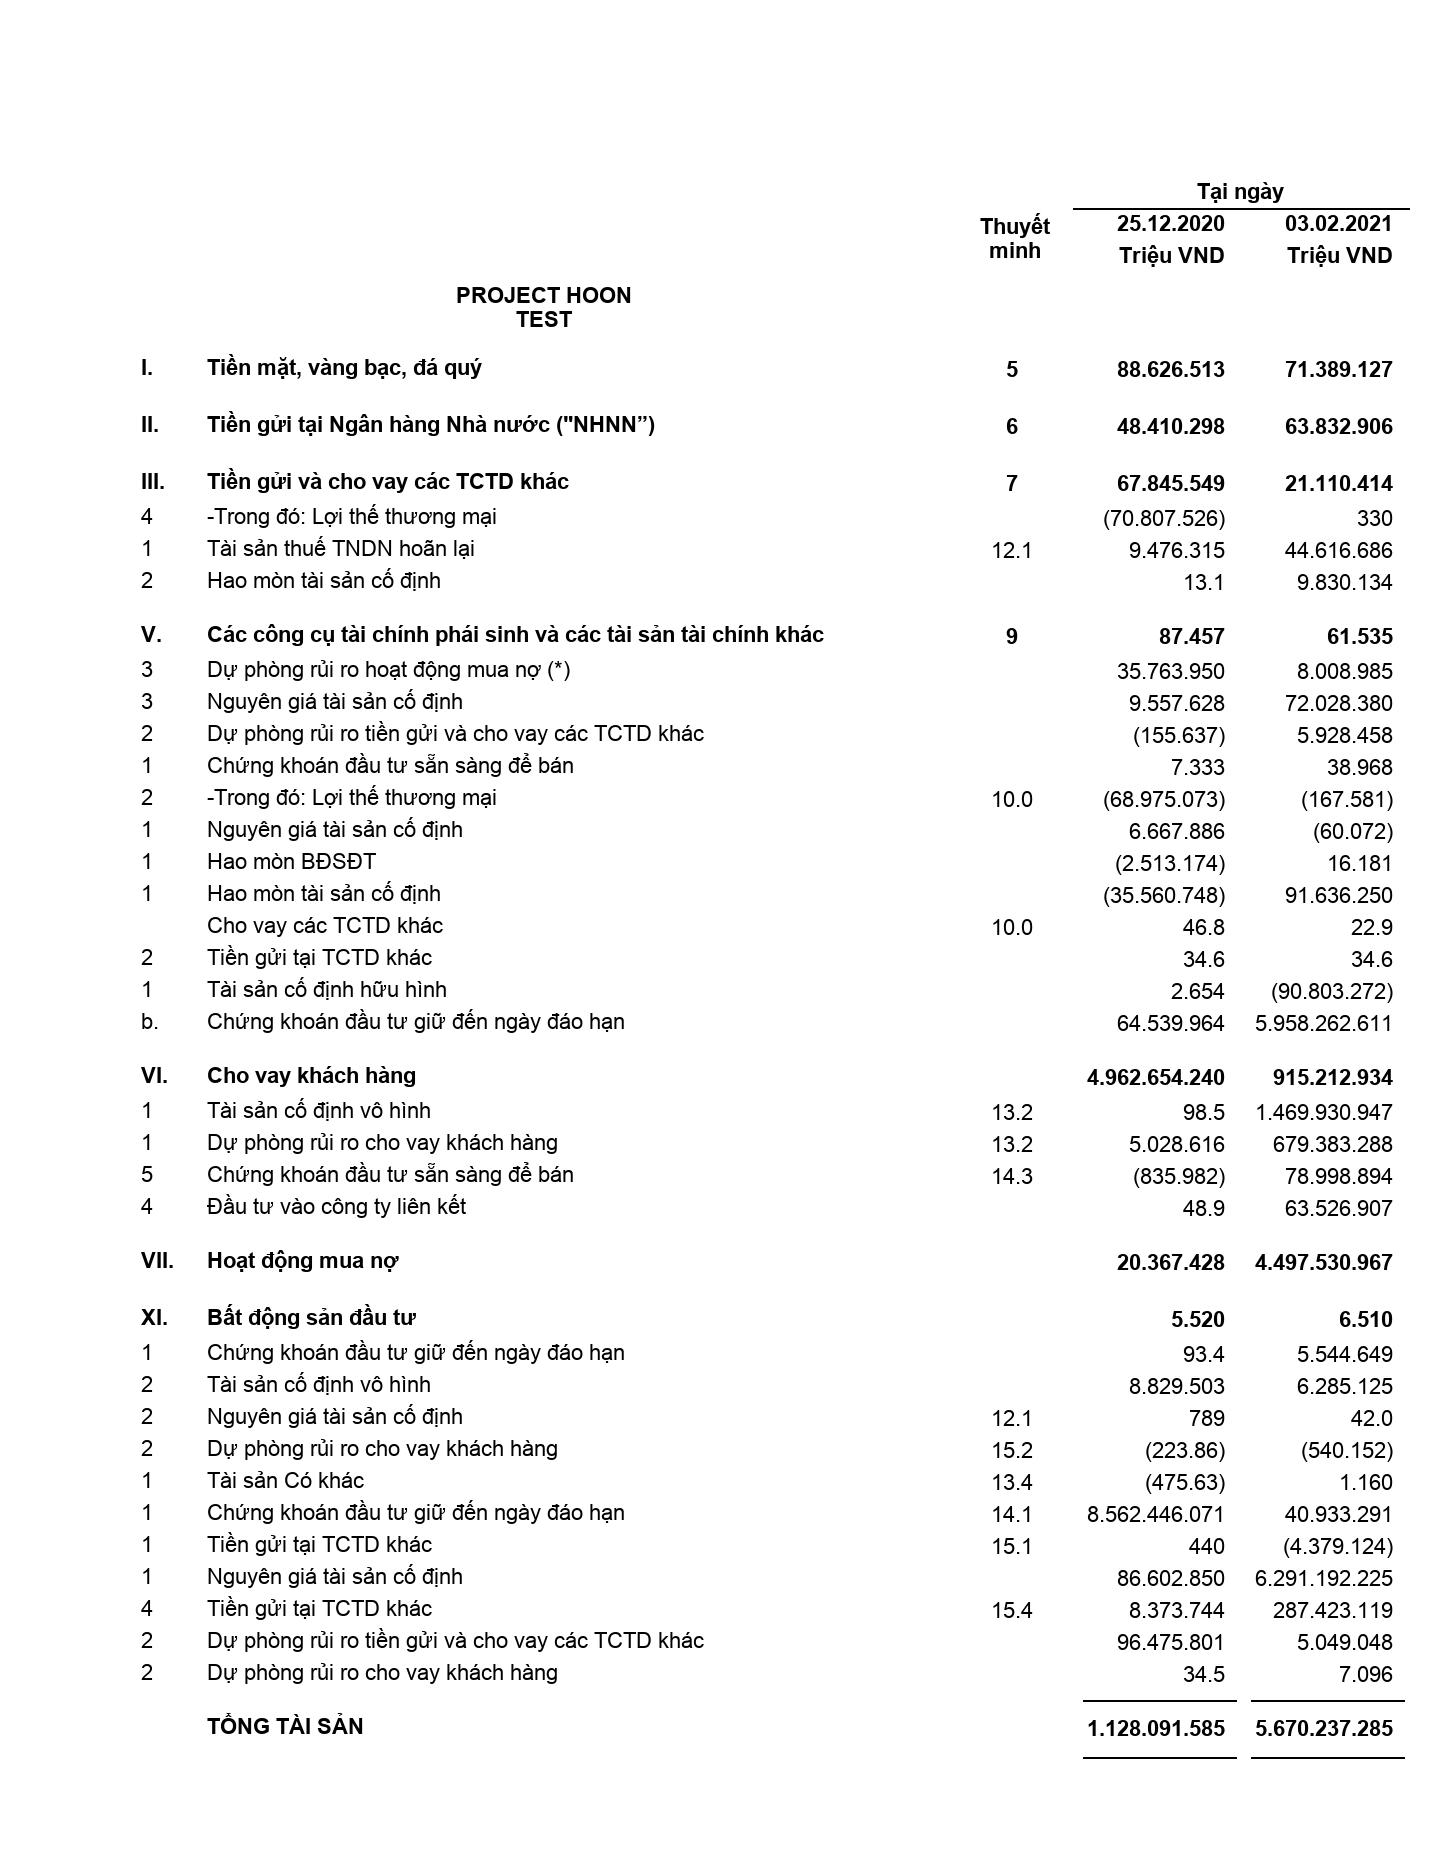 Tại ngày
Thuyết minh 25.12.2020 03.02.2021
Triệu VND Triệu VND
PROJECT HOON
TEST
I. Tiền mặt, vàng bạc, đá quý 5 88.626.513 71.389.127
II. Tiền gửi tại Ngân hàng Nhà nước ("NHNN”) 6 48.410.298 63.832.906
III. Tiền gửi và cho vay các TCTD khác 7 67.845.549 21.110.414
4 -Trong đó: Lợi thế thương mại (70.807.526) 330
1 Tài sản thuế TNDN hoãn lại 12.1 9.476.315 44.616.686
2 Hao mòn tài sản cố định 13.1 9.830.134
V. Các công cụ tài chính phái sinh và các tài sản tài chính khác 9 87.457 61.535
3 Dự phòng rủi ro hoạt động mua nợ (*) 35.763.950 8.008.985
3 Nguyên giá tài sản cố định 9.557.628 72.028.380
2 Dự phòng rủi ro tiền gửi và cho vay các TCTD khác (155.637) 5.928.458
1 Chứng khoán đầu tư sẵn sàng để bán 7.333 38.968
2 -Trong đó: Lợi thế thương mại 10.0 (68.975.073) (167.581)
1 Nguyên giá tài sản cố định 6.667.886 (60.072)
1 Hao mòn BĐSĐT (2.513.174) 16.181
1 Hao mòn tài sản cố định (35.560.748) 91.636.250
Cho vay các TCTD khác 10.0 46.8 22.9
2 Tiền gửi tại TCTD khác 34.6 34.6
1 Tài sản cố định hữu hình 2.654 (90.803.272)
b. Chứng khoán đầu tư giữ đến ngày đáo hạn 64.539.964 5.958.262.611
VI. Cho vay khách hàng 4.962.654.240 915.212.934
1 Tài sản cố định vô hình 13.2 98.5 1.469.930.947
1 Dự phòng rủi ro cho vay khách hàng 13.2 5.028.616 679.383.288
5 Chứng khoán đầu tư sẵn sàng để bán 14.3 (835.982) 78.998.894
4 Đầu tư vào công ty liên kết 48.9 63.526.907
VII. Hoạt động mua nợ 20.367.428 4.497.530.967
XI. Bất động sản đầu tư 5.520 6.510
1 Chứng khoán đầu tư giữ đến ngày đáo hạn 93.4 5.544.649
2 Tài sản cố định vô hình 8.829.503 6.285.125
2 Nguyên giá tài sản cố định 12.1 789 42.0
2 Dự phòng rủi ro cho vay khách hàng 15.2 (223.86) (540.152)
1 Tài sản Có khác 13.4 (475.63) 1.160
1 Chứng khoán đầu tư giữ đến ngày đáo hạn 14.1 8.562.446.071 40.933.291
1 Tiền gửi tại TCTD khác 15.1 440 (4.379.124)
1 Nguyên giá tài sản cố định 86.602.850 6.291.192.225
4 Tiền gửi tại TCTD khác 15.4 8.373.744 287.423.119
2 Dự phòng rủi ro tiền gửi và cho vay các TCTD khác 96.475.801 5.049.048
2 Dự phòng rủi ro cho vay khách hàng 34.5 7.096
TỔNG TÀI SẢN 1.128.091.585 5.670.237.285